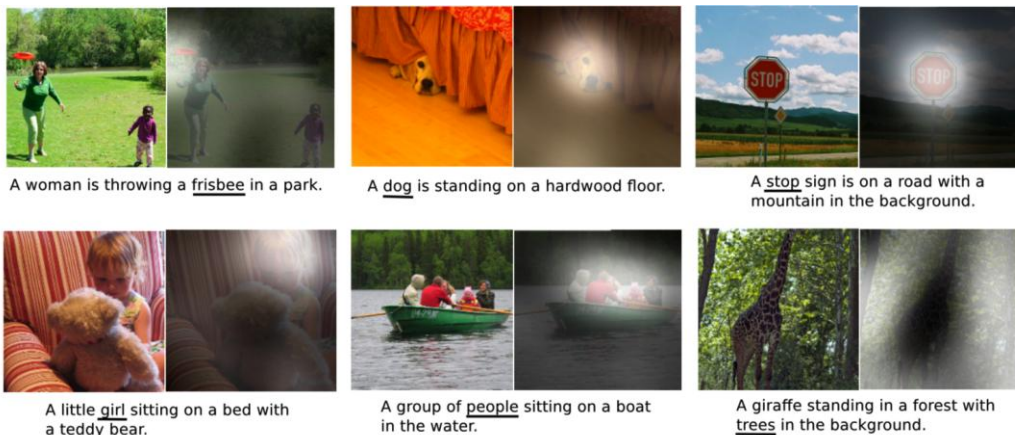 STOP
STOP
A woman is throwing a frisbee in a park.
A dog is standing on a hardwood floor.
A stop sign is on a road with a
mountain in the background.
A little girl sitting on a bed with
a teddy bear.
A group of people sitting on a boat
in the water.
A giraffe standing in a forest with
trees in the background.